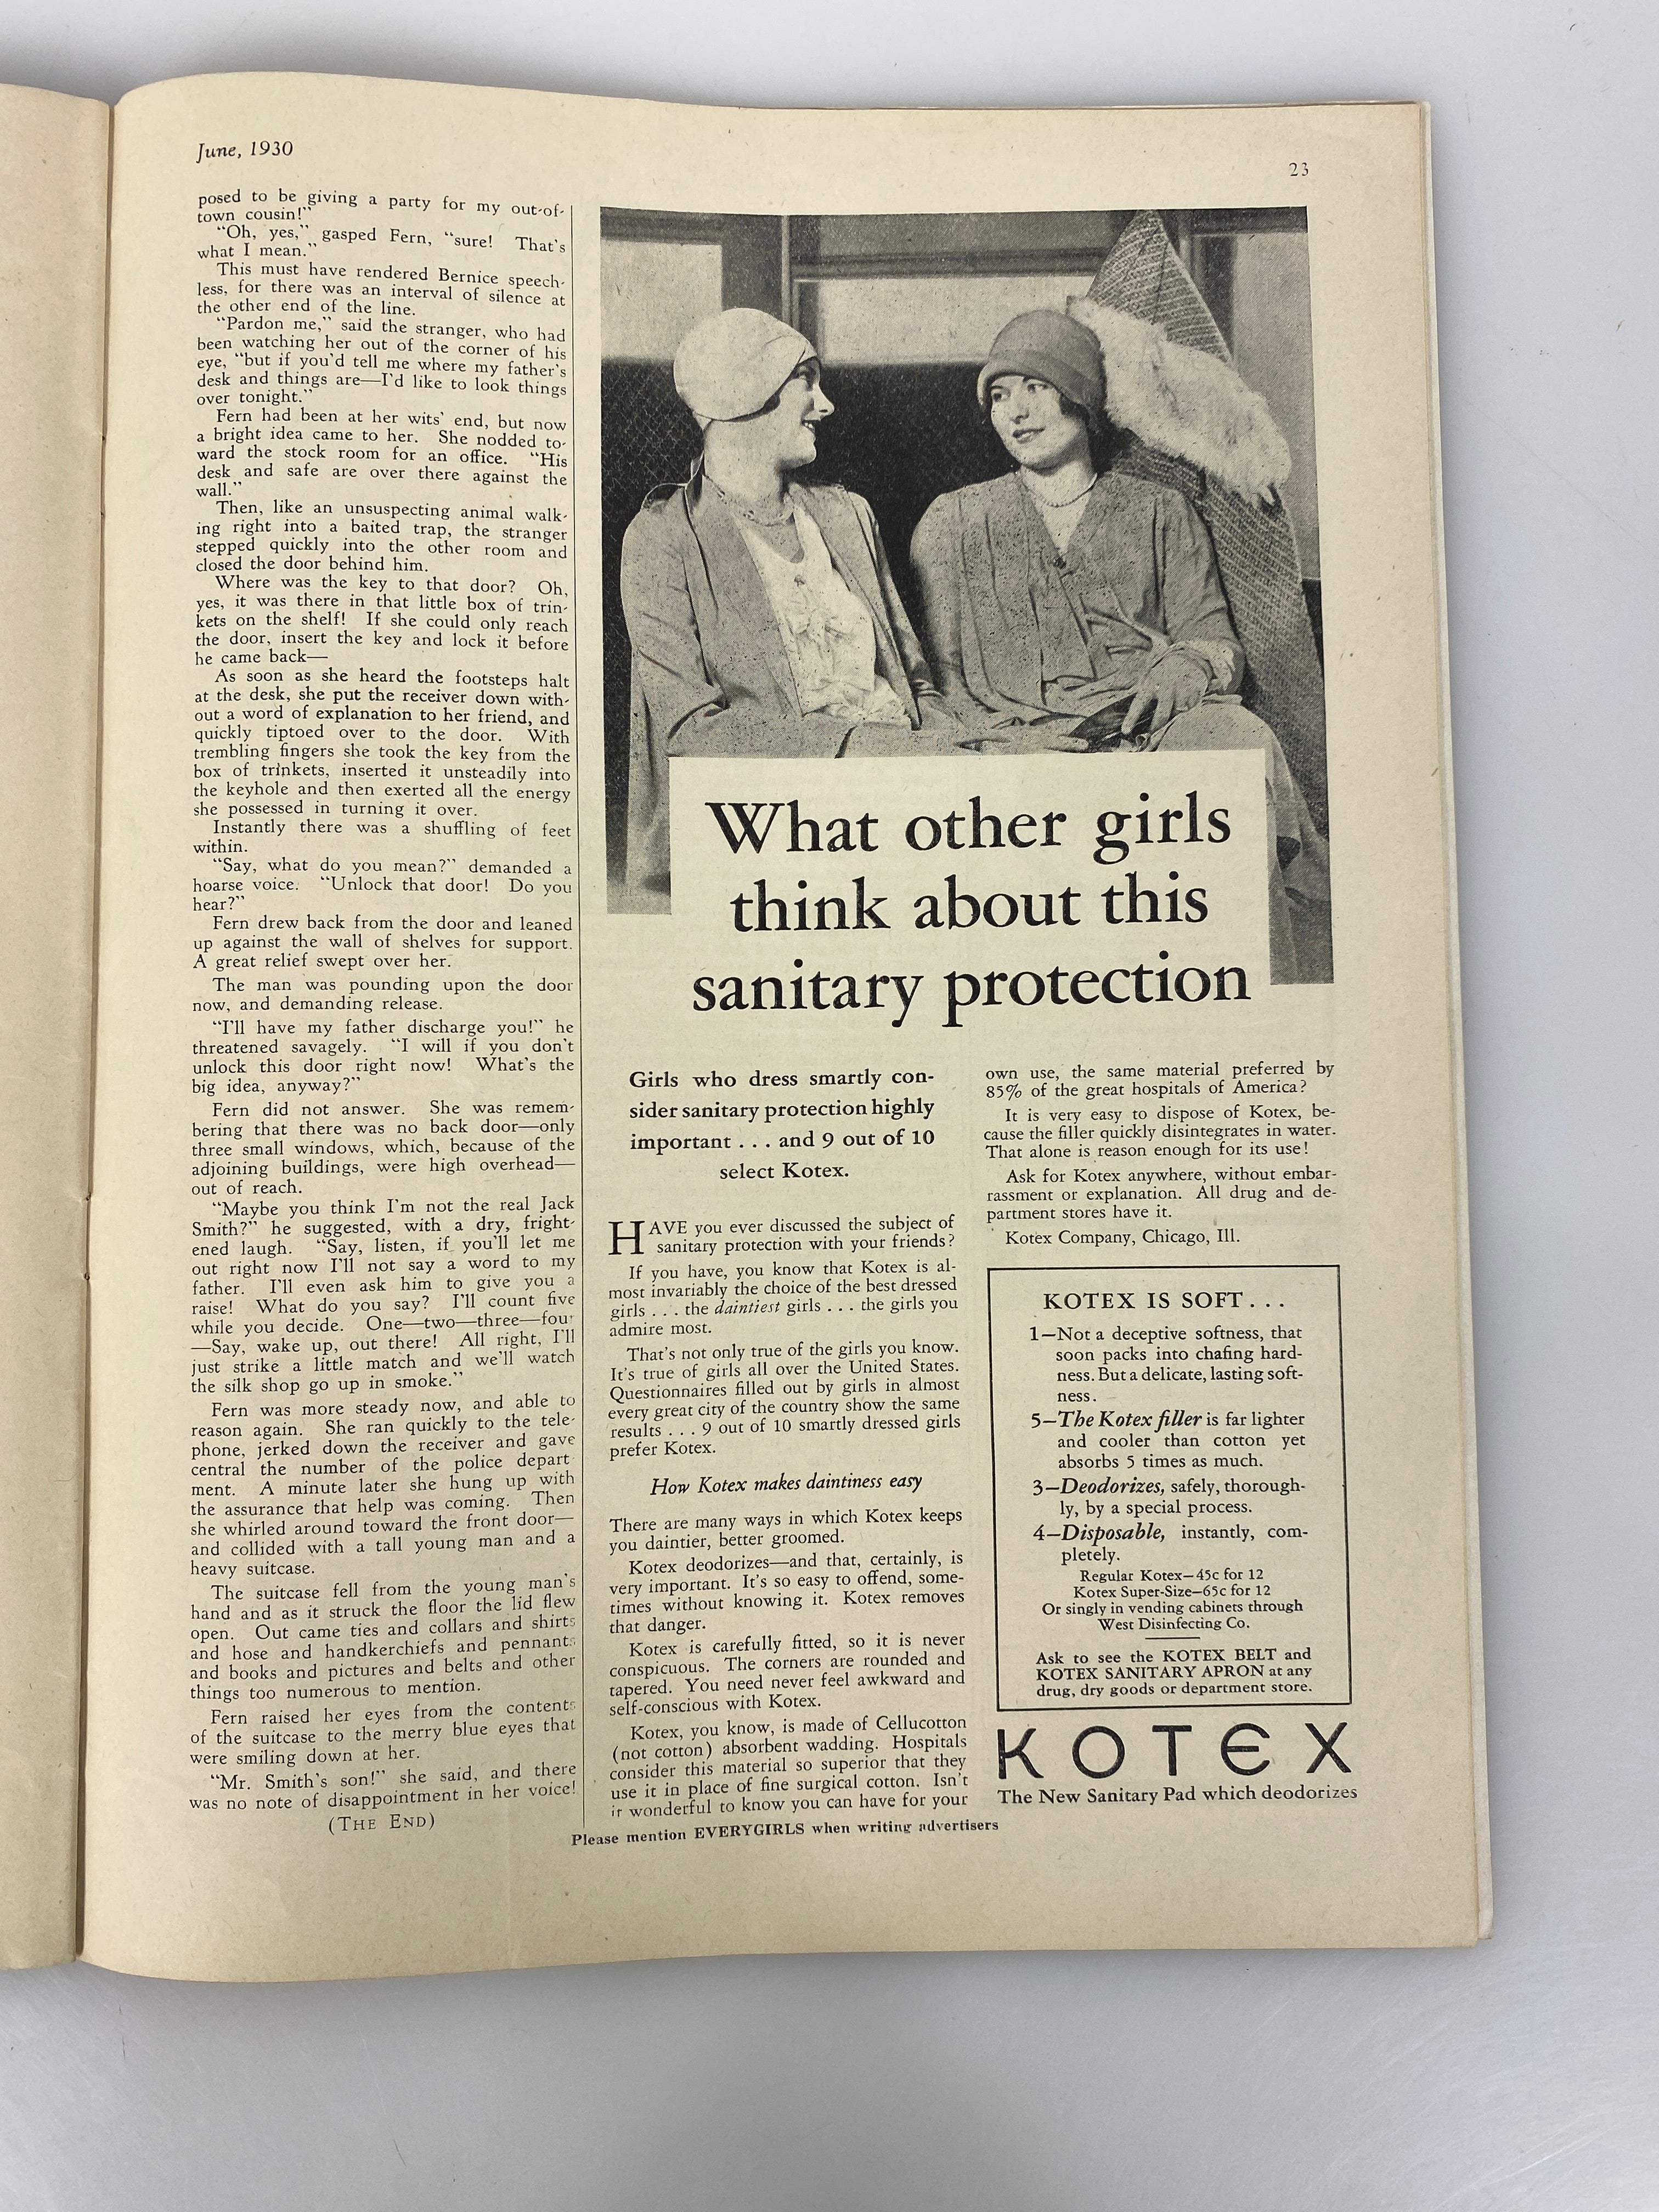 June, 1930
23
posed to be giving a party for my out-of-
town cousin!"
"Oh, yes," gasped Fern, "sure! That's
what I mean."
This must have rendered Bernice speech-
less, for there was an interval of silence at
the other end of the line.
"Pardon me," said the stranger, who had
been watching her out of the corner of his
eye, "but if you'd tell me where my father's
desk and things are—I'd like to look things
over tonight."
Fern had been at her wits' end, but now
a bright idea came to her. She nodded to-
ward the stock room for an office. "His
desk and safe are over there against the
wall."
Then, like an unsuspecting animal walk-
ing right into a baited trap, the stranger
stepped quickly into the other room and
closed the door behind him.
Where was the key to that door? Oh,
yes, it was there in that little box of trin-
kets on the shelf! If she could only reach
the door, insert the key and lock it before
he came back—
As soon as she heard the footsteps halt
at the desk, she put the receiver down with-
out a word of explanation to her friend, and
quickly tiptoed over to the door. With
trembling fingers she took the key from the
box of trinkets, inserted it unsteadily into
the keyhole and then exerted all the energy
she possessed in turning it over.
Instantly there was a shuffling of feet
within.
"Say, what do you mean?" demanded a
hoarse voice. "Unlock that door! Do you
hear?"
Fern drew back from the door and leaned
up against the wall of shelves for support.
A great relief swept over her.
The man was pounding upon the door
now, and demanding release.
"I'll have my father discharge you!" he
threatened savagely. "I will if you don't
unlock this door right now! What's the
big idea, anyway?"
Fern did not answer. She was remem-
bering that there was no back door—only
three small windows, which, because of the
adjoining buildings, were high overhead—
out of reach.
"Maybe you think I'm not the real Jack
Smith?" he suggested, with a dry, fright-
ened laugh. "Say, listen, if you'll let me
out right now I'll not say a word to my
father. I'll even ask him to give you a
raise! What do you say? I'll count five
while you decide. One—two—three—four
—Say, wake up, out there! All right, I'll
just strike a little match and we'll watch
the silk shop go up in smoke."
Fern was more steady now, and able to
reason again. She ran quickly to the tele-
phone, jerked down the receiver and gave
central the number of the police depart-
ment. A minute later she hung up with
the assurance that help was coming. Then
she whirled around toward the front door—
and collided with a tall young man and a
heavy suitcase.
The suitcase fell from the young man's
hand and as it struck the floor the lid flew
open. Out came ties and collars and shirts
and hose and handkerchiefs and pennants
and books and pictures and belts and other
things too numerous to mention.
Fern raised her eyes from the contents
of the suitcase to the merry blue eyes that
were smiling down at her.
"Mr. Smith's son!" she said, and there
was no note of disappointment in her voice!
(THE END)
What other girls
think about this
sanitary protection
Girls who dress smartly con-
sider sanitary protection highly
important . . . and 9 out of 10
select Kotex.
HAVE you ever discussed the subject of
sanitary protection with your friends?
If you have, you know that Kotex is al-
most invariably the choice of the best dressed
girls . . . the daintiest girls . . . the girls you
admire most.
That's not only true of the girls you know.
It's true of girls all over the United States.
Questionnaires filled out by girls in almost
every great city of the country show the same
results . . . 9 out of 10 smartly dressed girls
prefer Kotex.
How Kotex makes daintiness easy
There are many ways in which Kotex keeps
you daintier, better groomed.
Kotex deodorizes—and that, certainly, is
very important. It's so easy to offend, some-
times without knowing it. Kotex removes
that danger.
Kotex is carefully fitted, so it is never
conspicuous. The corners are rounded and
tapered. You need never feel awkward and
self-conscious with Kotex.
Kotex, you know, is made of Cellucotton
(not cotton) absorbent wadding. Hospitals
consider this material so superior that they
use it in place of fine surgical cotton. Isn't
it wonderful to know you can have for your
own use, the same material preferred by
85% of the great hospitals of America?
It is very easy to dispose of Kotex, be-
cause the filler quickly disintegrates in water.
That alone is reason enough for its use!
Ask for Kotex anywhere, without embar-
rassment or explanation. All drug and de-
partment stores have it.
Kotex Company, Chicago, Ill.
KOTEX IS SOFT . . .
1—Not a deceptive softness, that
soon packs into chafing hard-
ness. But a delicate, lasting soft-
ness.
5—The Kotex filler is far lighter
and cooler than cotton yet
absorbs 5 times as much.
3—Deodorizes, safely, thorough-
ly, by a special process.
4—Disposable, instantly, com-
pletely.
Regular Kotex—45c for 12
Kotex Super-Size—65c for 12
Or singly in vending cabinets through
West Disinfecting Co.
Ask to see the KOTEX BELT and
KOTEX SANITARY APRON at any
drug, dry goods or department store.
KOTEX
The New Sanitary Pad which deodorizes
Please mention EVERYGIRLS when writing advertisers